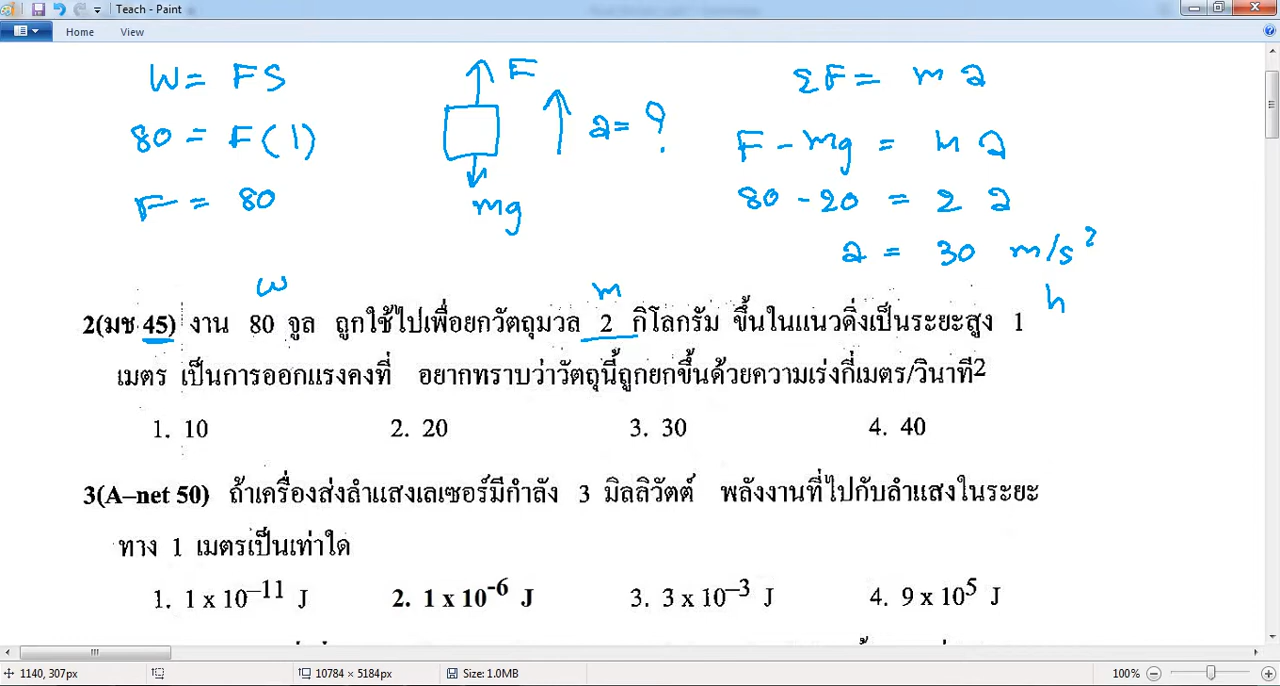 Teach - Paint
Home View
W = FS
80 = F(1)
F = 80
F
a = ?
mg
ΣF = ma
F - mg = ma
80 - 20 = 2 a
a = 30 m/s²
W m h
2(มช 45) งาน 80 จูล ถูกใช้ไปเพื่อยกวัตถุมวล 2 กิโลกรัม ขึ้นในแนวดิ่งเป็นระยะสูง 1
เมตร เป็นการออกแรงคงที่ อยากทราบว่าวัตถุนี้ถูกยกขึ้นด้วยความเร่งกี่เมตร/วินาที2
1. 10 2. 20 3. 30 4. 40
3(A–net 50) ถ้าเครื่องส่งลำแสงเลเซอร์มีกำลัง 3 มิลลิวัตต์ พลังงานที่ไปกับลำแสงในระยะ
ทาง 1 เมตรเป็นเท่าใด
1. 1 x 10⁻¹¹ J 2. 1 x 10⁻⁶ J 3. 3 x 10⁻³ J 4. 9 x 10⁵ J
1140, 307px 10784 × 5184px Size: 1.0MB 100%